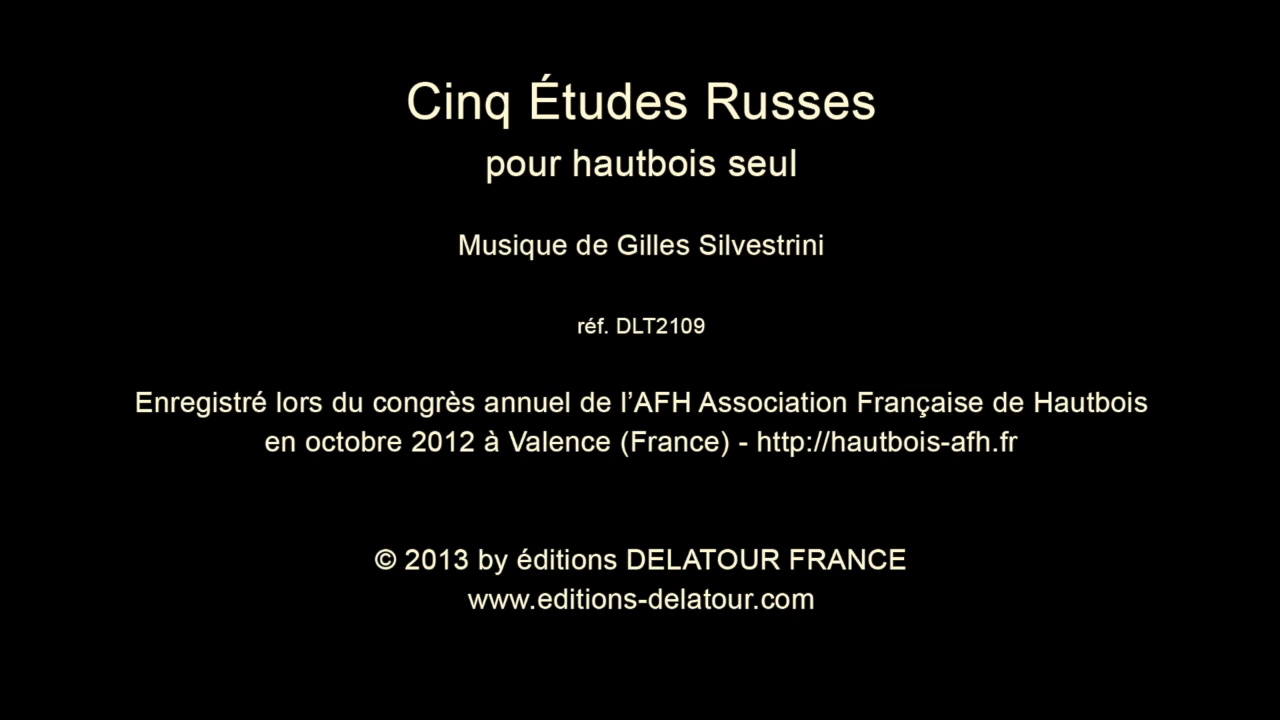 Cinq Études Russes
pour hautbois seul
Musique de Gilles Silvestrini
réf. DLT2109
Enregistré lors du congrès annuel de l’AFH Association Française de Hautbois
en octobre 2012 à Valence (France) - http://hautbois-afh.fr
© 2013 by éditions DELATOUR FRANCE
www.editions-delatour.com